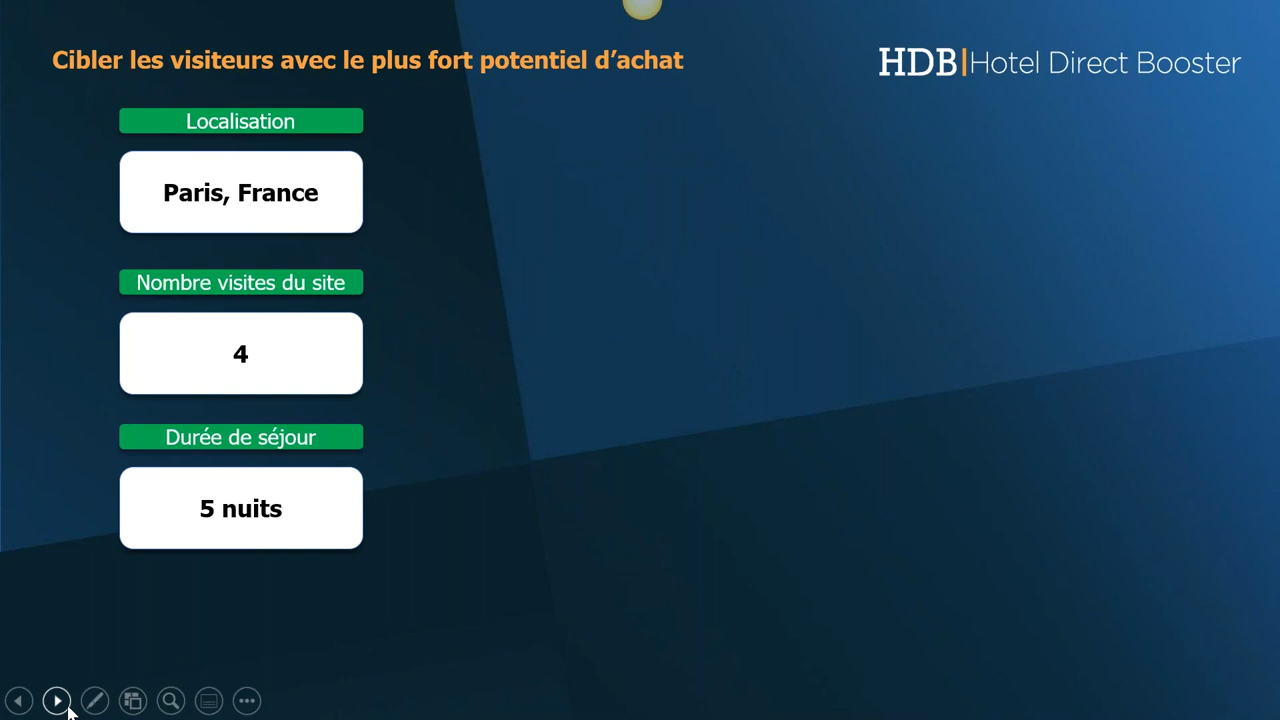 Cibler les visiteurs avec le plus fort potentiel d’achat
HDB|Hotel Direct Booster
Localisation
Paris, France
Nombre visites du site
4
Durée de séjour
5 nuits